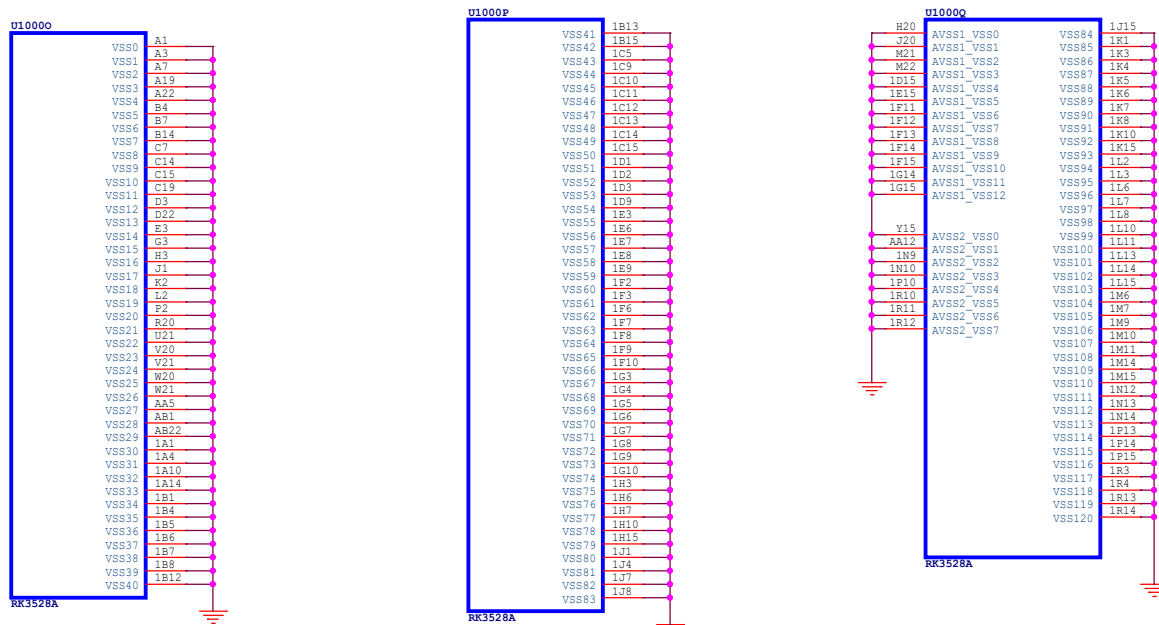 U1000O
VSS0 A1
VSS1 A3
VSS2 A7
VSS3 A19
VSS4 A22
VSS5 B4
VSS6 B7
VSS7 B14
VSS8 C7
VSS9 C14
VSS10 C15
VSS11 C19
VSS12 D3
VSS13 D22
VSS14 E3
VSS15 G3
VSS16 H3
VSS17 J1
VSS18 K2
VSS19 L2
VSS20 P2
VSS21 R20
VSS22 U21
VSS23 V20
VSS24 V21
VSS25 W20
VSS26 W21
VSS27 AA5
VSS28 AB1
VSS29 AB22
VSS30 1A1
VSS31 1A4
VSS32 1A10
VSS33 1A14
VSS34 1B1
VSS35 1B4
VSS36 1B5
VSS37 1B6
VSS38 1B7
VSS39 1B8
VSS40 1B12
RK3528A
U1000P
VSS41 1B13
VSS42 1B15
VSS43 1C5
VSS44 1C9
VSS45 1C10
VSS46 1C11
VSS47 1C12
VSS48 1C13
VSS49 1C14
VSS50 1C15
VSS51 1D1
VSS52 1D2
VSS53 1D3
VSS54 1D9
VSS55 1E3
VSS56 1E6
VSS57 1E7
VSS58 1E8
VSS59 1E9
VSS60 1F2
VSS61 1F3
VSS62 1F6
VSS63 1F7
VSS64 1F8
VSS65 1F9
VSS66 1F10
VSS67 1G3
VSS68 1G4
VSS69 1G5
VSS70 1G6
VSS71 1G7
VSS72 1G8
VSS73 1G9
VSS74 1G10
VSS75 1H3
VSS76 1H6
VSS77 1H7
VSS78 1H10
VSS79 1H15
VSS80 1J1
VSS81 1J4
VSS82 1J7
VSS83 1J8
RK3528A
U1000Q
H20 AVSS1_VSS0 VSS84 1J15
J20 AVSS1_VSS1 VSS85 1K1
M21 AVSS1_VSS2 VSS86 1K3
M22 AVSS1_VSS3 VSS87 1K4
1D15 AVSS1_VSS4 VSS88 1K5
1E15 AVSS1_VSS5 VSS89 1K6
1F11 AVSS1_VSS6 VSS90 1K7
1F12 AVSS1_VSS7 VSS91 1K8
1F13 AVSS1_VSS8 VSS92 1K10
1F14 AVSS1_VSS9 VSS93 1K15
1F15 AVSS1_VSS10 VSS94 1L2
1G14 AVSS1_VSS11 VSS95 1L3
1G15 AVSS1_VSS12 VSS96 1L6
VSS97 1L7
VSS98 1L8
Y15 AVSS2_VSS0 VSS99 1L10
AA12 AVSS2_VSS1 VSS100 1L11
1N9 AVSS2_VSS2 VSS101 1L13
1N10 AVSS2_VSS3 VSS102 1L14
1P10 AVSS2_VSS4 VSS103 1L15
1R10 AVSS2_VSS5 VSS104 1M6
1R11 AVSS2_VSS6 VSS105 1M7
1R12 AVSS2_VSS7 VSS106 1M9
VSS107 1M10
VSS108 1M11
VSS109 1M14
VSS110 1M15
VSS111 1N12
VSS112 1N13
VSS113 1N14
VSS114 1P13
VSS115 1P14
VSS116 1P15
VSS117 1R3
VSS118 1R4
VSS119 1R13
VSS120 1R14
RK3528A